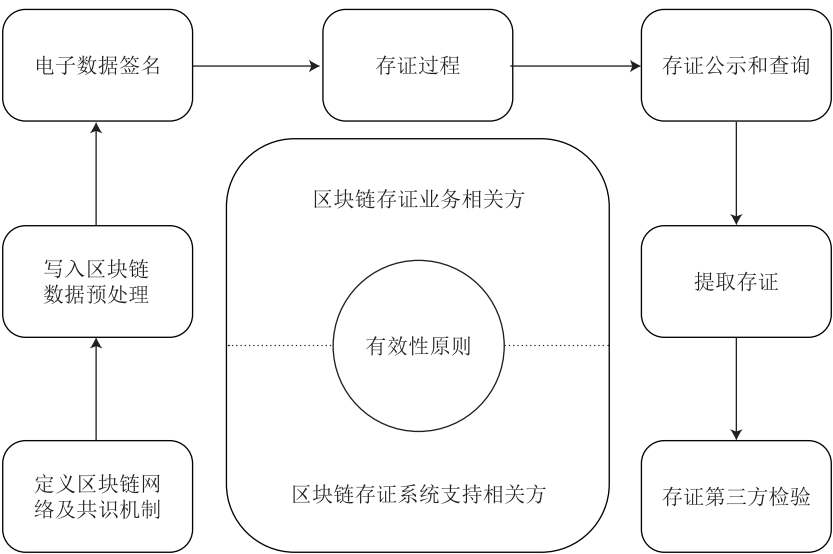 电子数据签名
存证过程
存证公示和查询
区块链存证业务相关方
写入区块链
数据预处理
提取存证
有效性原则
定义区块链网
络及共识机制
区块链存证系统支持相关方
存证第三方检验